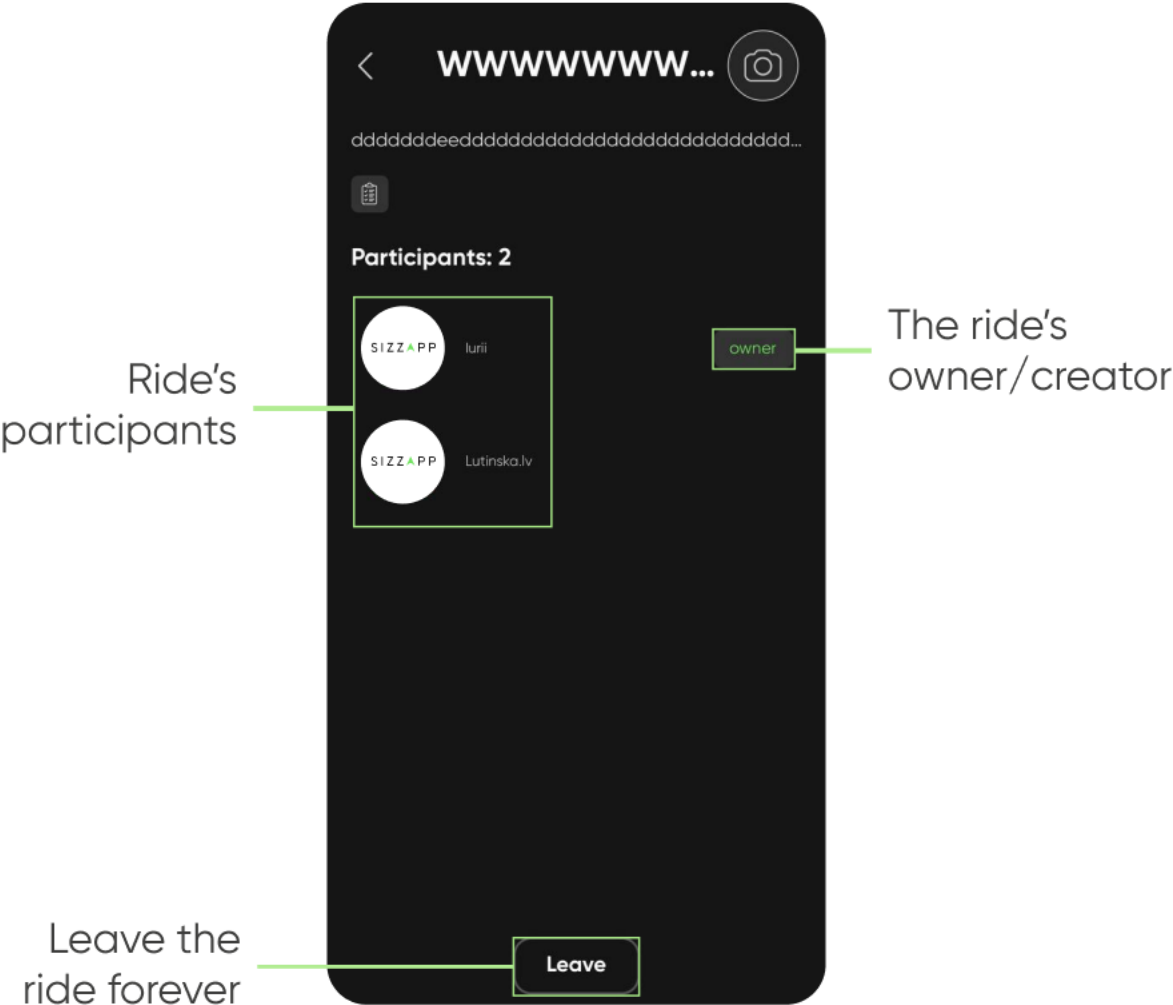 WWWWWWW...
dddddddeeddddddddddddddddddddddddddd...
Participants: 2
SIZZAPP
Iurii
owner
The ride's
owner/creator
Ride's
participants
SIZZAPP
Lutinska.lv
Leave the
ride forever
Leave